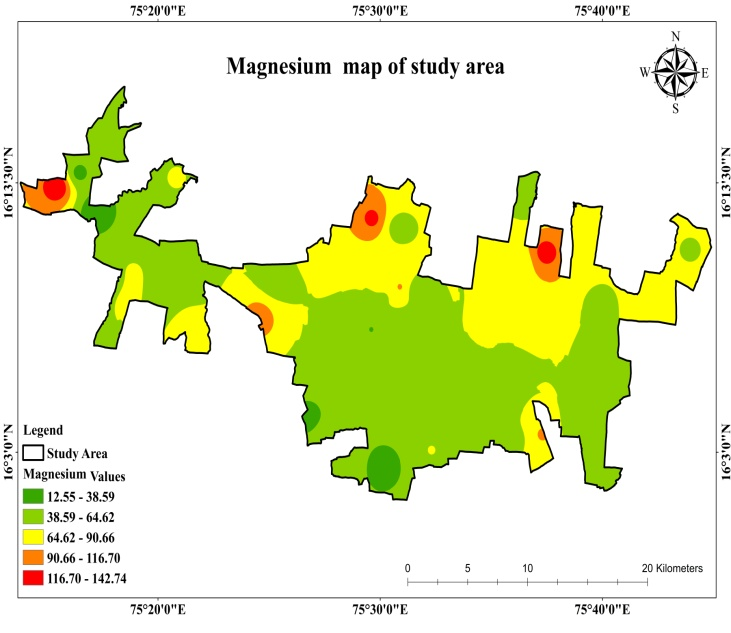 75°20'0"E 75°30'0"E 75°40'0"E
Magnesium map of study area
N
W E
S
16°13'30"N 16°13'30"N
16°3'0"N 16°3'0"N
Legend
Study Area
Magnesium Values
12.55 - 38.59
38.59 - 64.62
64.62 - 90.66
90.66 - 116.70
116.70 - 142.74
0 5 10 20 Kilometers
75°20'0"E 75°30'0"E 75°40'0"E